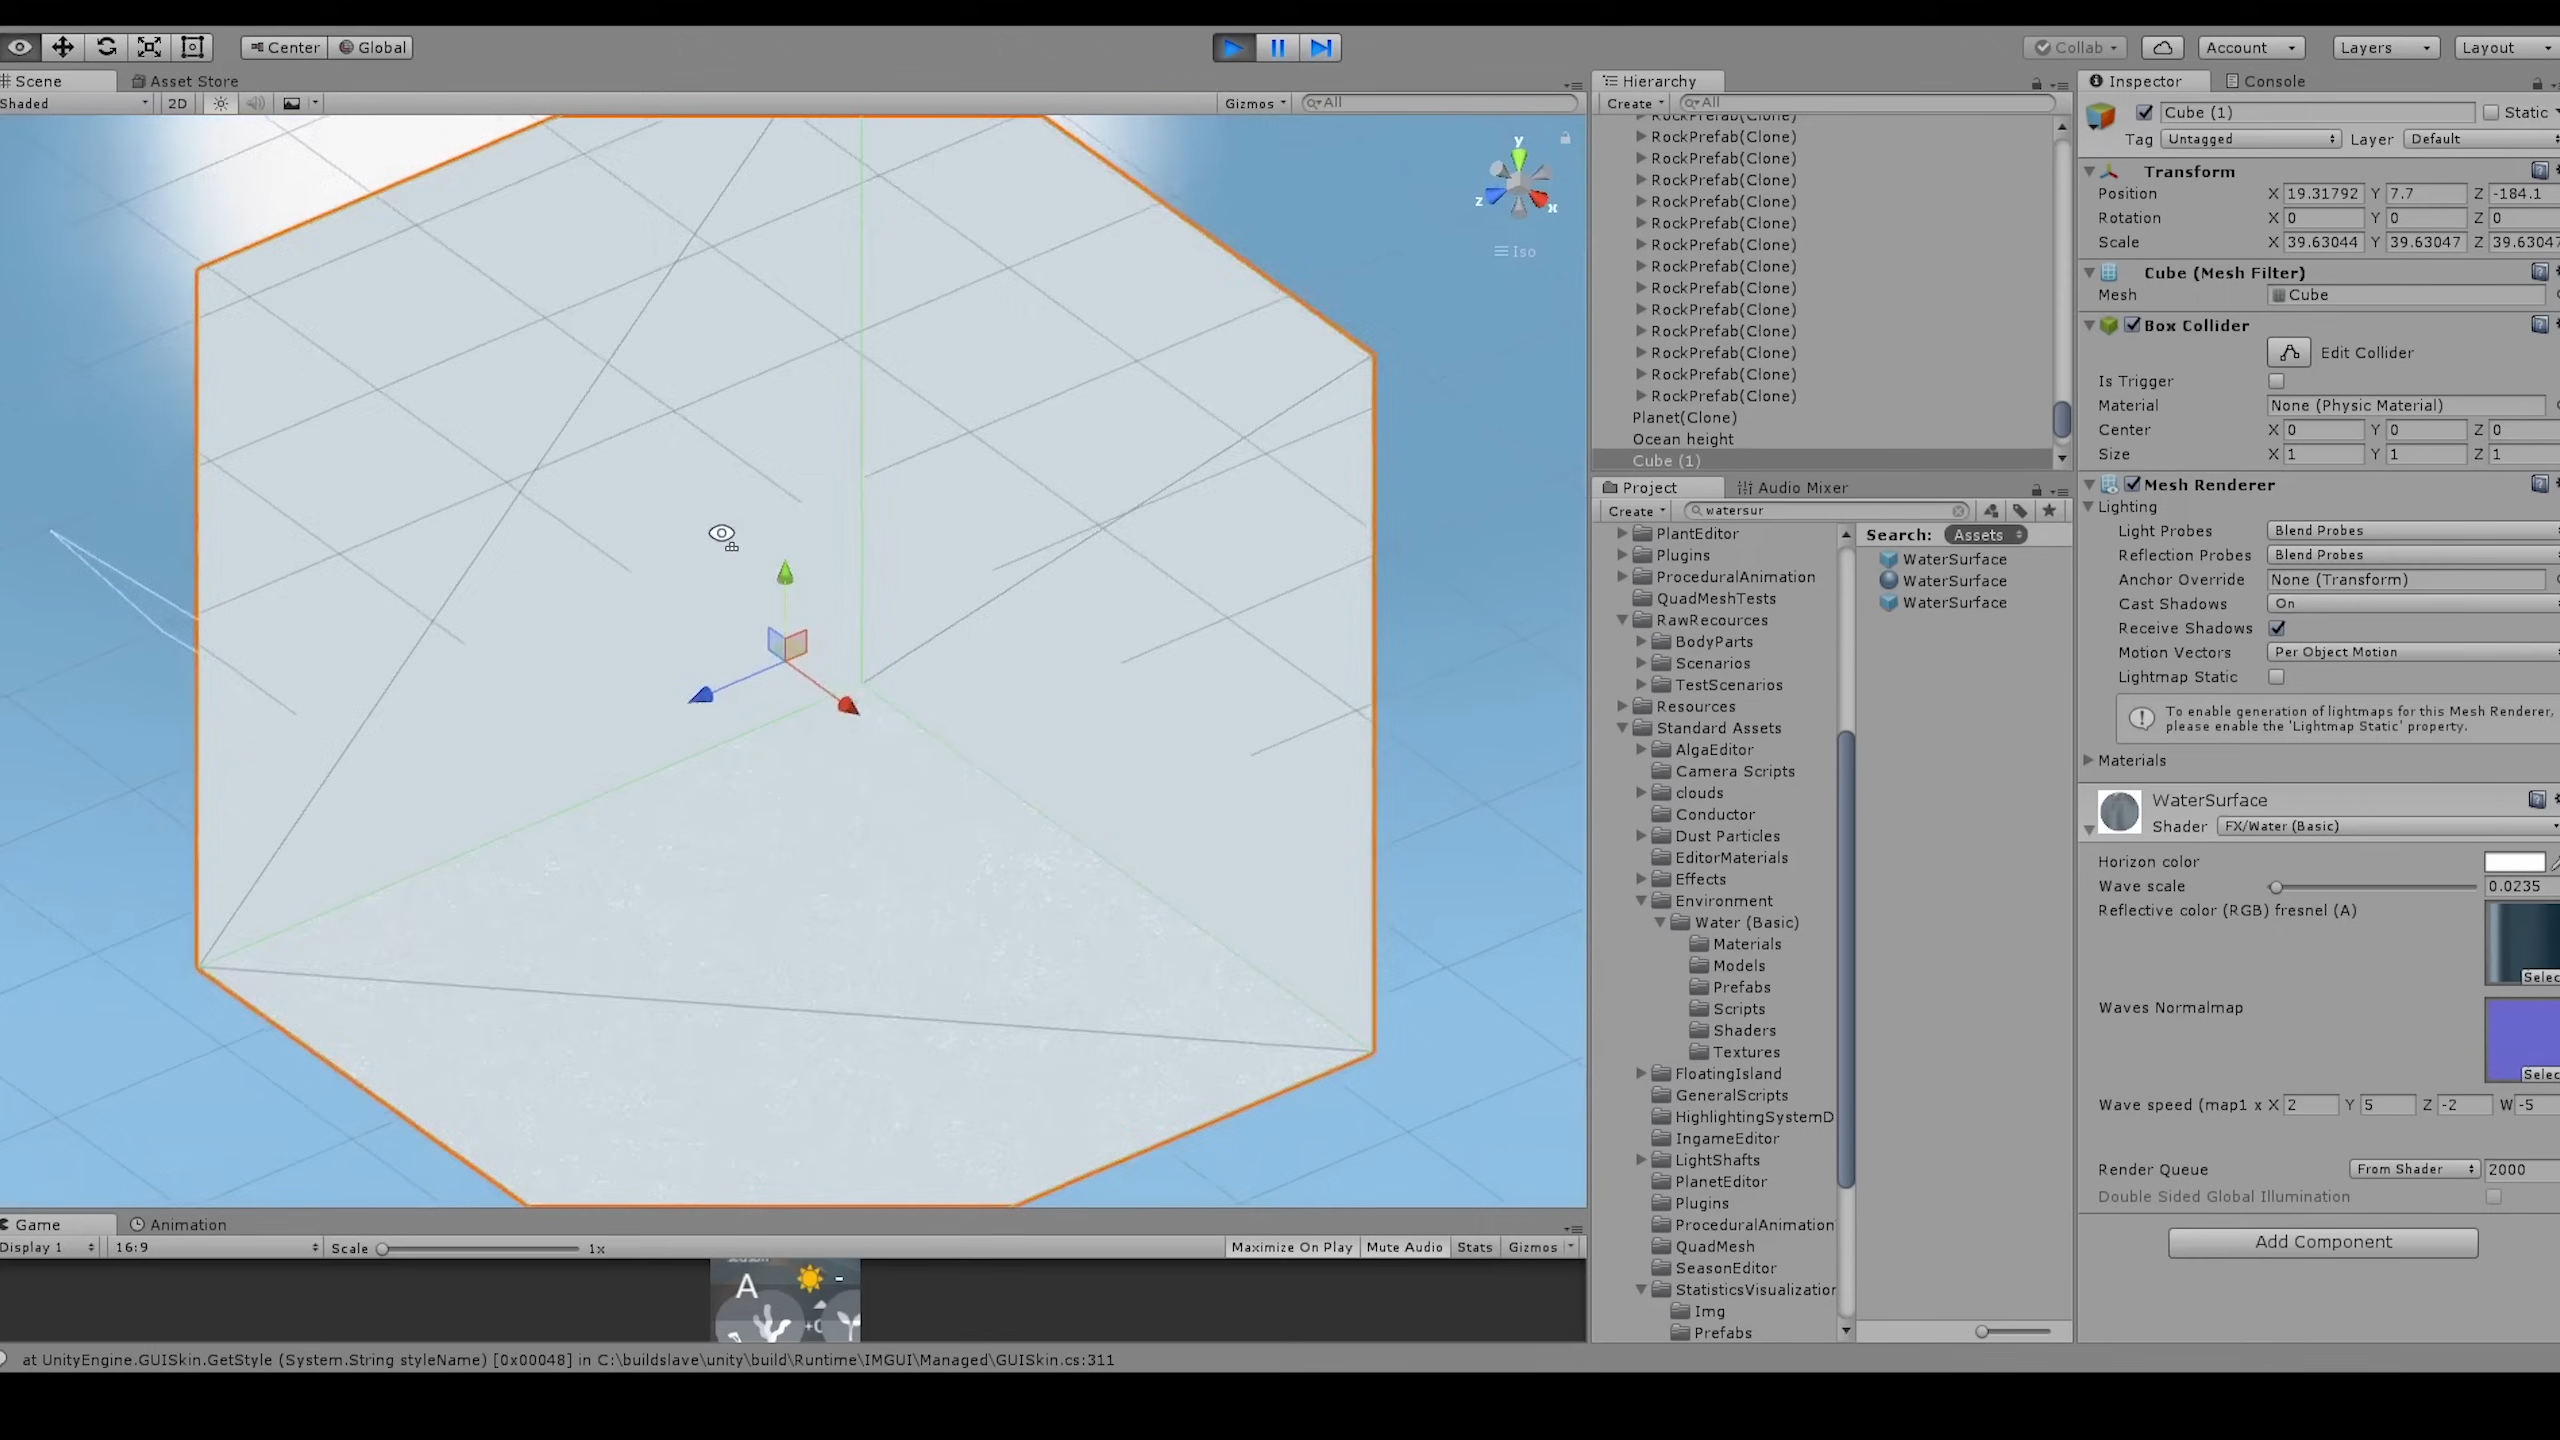 Center Global Collab Account Layers Layout
Scene Asset Store
Shaded 2D Gizmos All
y
z x
Iso
Hierarchy
Create All
RockPrefab(Clone)
RockPrefab(Clone)
RockPrefab(Clone)
RockPrefab(Clone)
RockPrefab(Clone)
RockPrefab(Clone)
RockPrefab(Clone)
RockPrefab(Clone)
RockPrefab(Clone)
RockPrefab(Clone)
RockPrefab(Clone)
RockPrefab(Clone)
RockPrefab(Clone)
RockPrefab(Clone)
Planet(Clone)
Ocean height
Cube (1)
Project Audio Mixer
Create watersur
PlantEditor
Plugins
ProceduralAnimation
QuadMeshTests
RawRecources
BodyParts
Scenarios
TestScenarios
Resources
Standard Assets
AlgaEditor
Camera Scripts
clouds
Conductor
Dust Particles
EditorMaterials
Effects
Environment
Water (Basic)
Materials
Models
Prefabs
Scripts
Shaders
Textures
FloatingIsland
GeneralScripts
HighlightingSystemD
IngameEditor
LightShafts
PlanetEditor
Plugins
ProceduralAnimation
QuadMesh
SeasonEditor
StatisticsVisualization
Img
Prefabs
Search: Assets
WaterSurface
WaterSurface
WaterSurface
Inspector Console
Cube (1) Static
Tag Untagged Layer Default
Transform
Position X 19.31792 Y 7.7 Z -184.1
Rotation X 0 Y 0 Z 0
Scale X 39.63044 Y 39.63047 Z 39.63047
Cube (Mesh Filter)
Mesh Cube
Box Collider
Edit Collider
Is Trigger
Material None (Physic Material)
Center X 0 Y 0 Z 0
Size X 1 Y 1 Z 1
Mesh Renderer
Lighting
Light Probes Blend Probes
Reflection Probes Blend Probes
Anchor Override None (Transform)
Cast Shadows On
Receive Shadows
Motion Vectors Per Object Motion
Lightmap Static
To enable generation of lightmaps for this Mesh Renderer,
please enable the 'Lightmap Static' property.
Materials
WaterSurface
Shader FX/Water (Basic)
Horizon color
Wave scale 0.0235
Reflective color (RGB) fresnel (A)
Selec
Waves Normalmap
Selec
Wave speed (map1 x X 2 Y 5 Z -2 W -5
Render Queue From Shader 2000
Double Sided Global Illumination
Add Component
Game Animation
Display 1 16:9 Scale 1x Maximize On Play Mute Audio Stats Gizmos
A -
at UnityEngine.GUISkin.GetStyle (System.String styleName) [0x00048] in C:\buildslave\unity\build\Runtime\IMGUI\Managed\GUISkin.cs:311